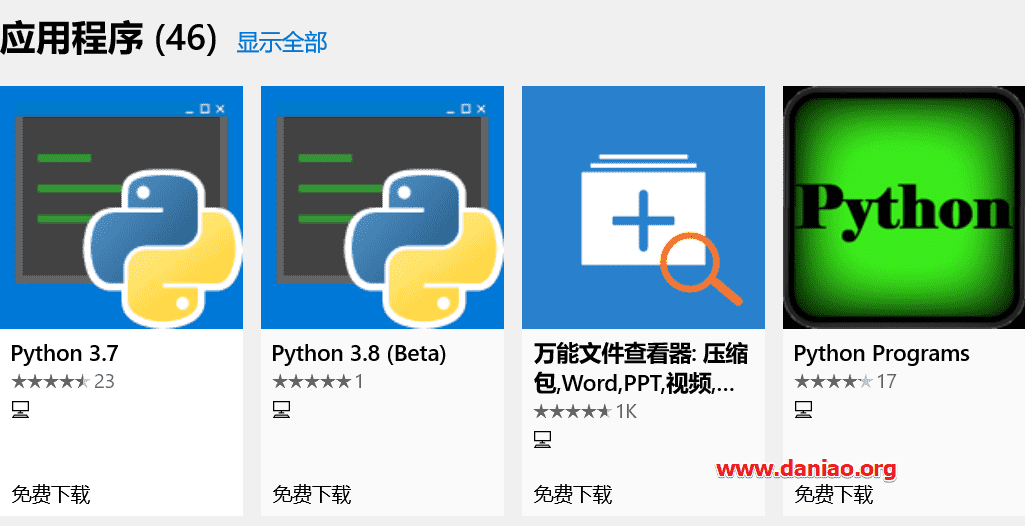 应用程序 (46) 显示全部
Python
Python 3.7
★★★★★ 23
免费下载
Python 3.8 (Beta)
★★★★★ 1
免费下载
万能文件查看器: 压缩
包,Word,PPT,视频,...
★★★★★ 1K
免费下载
Python Programs
★★★★★ 17
www.daniao.org
免费下载